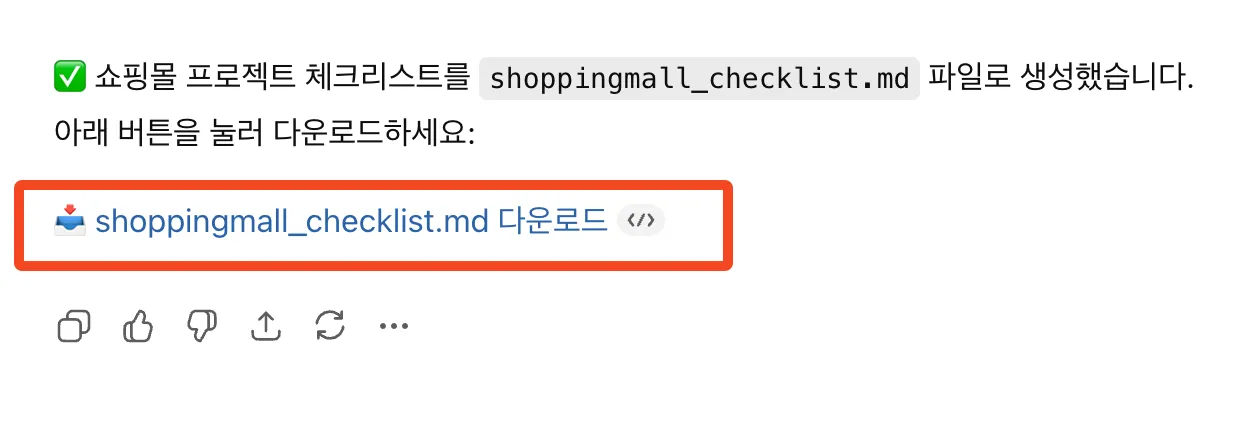 ✅ 쇼핑몰 프로젝트 체크리스트를 shoppingmall_checklist.md 파일로 생성했습니다.
아래 버튼을 눌러 다운로드하세요:
📥 shoppingmall_checklist.md 다운로드 </>